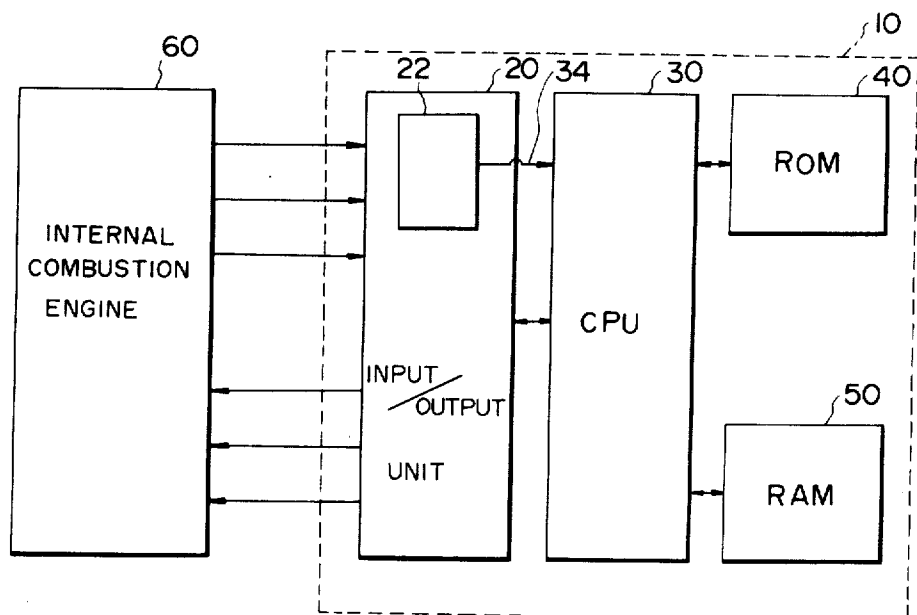 10
60
22
20
34
30
40
ROM
INTERNAL
COMBUSTION
ENGINE
CPU
INPUT
/
OUTPUT
UNIT
50
RAM